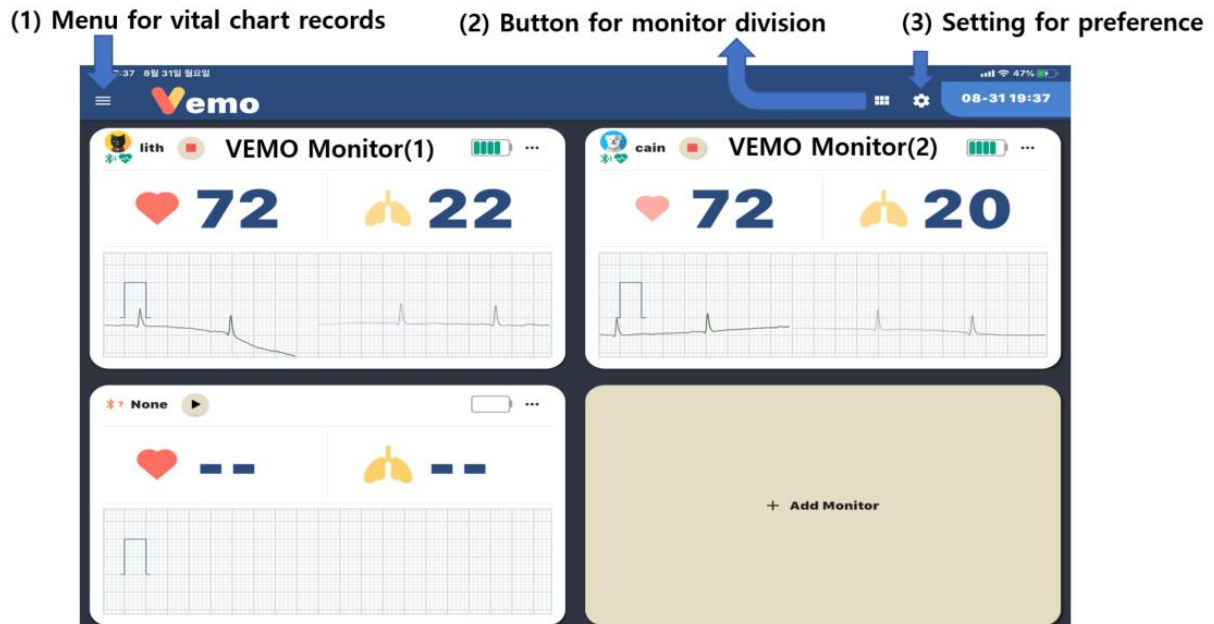 (1) Menu for vital chart records
(2) Button for monitor division
(3) Setting for preference
:37 8월 31일 월요일
47%
Vemo
08-31 19:37
lith
VEMO Monitor(1)
72
22
cain
VEMO Monitor(2)
72
20
? None
--
--
+ Add Monitor